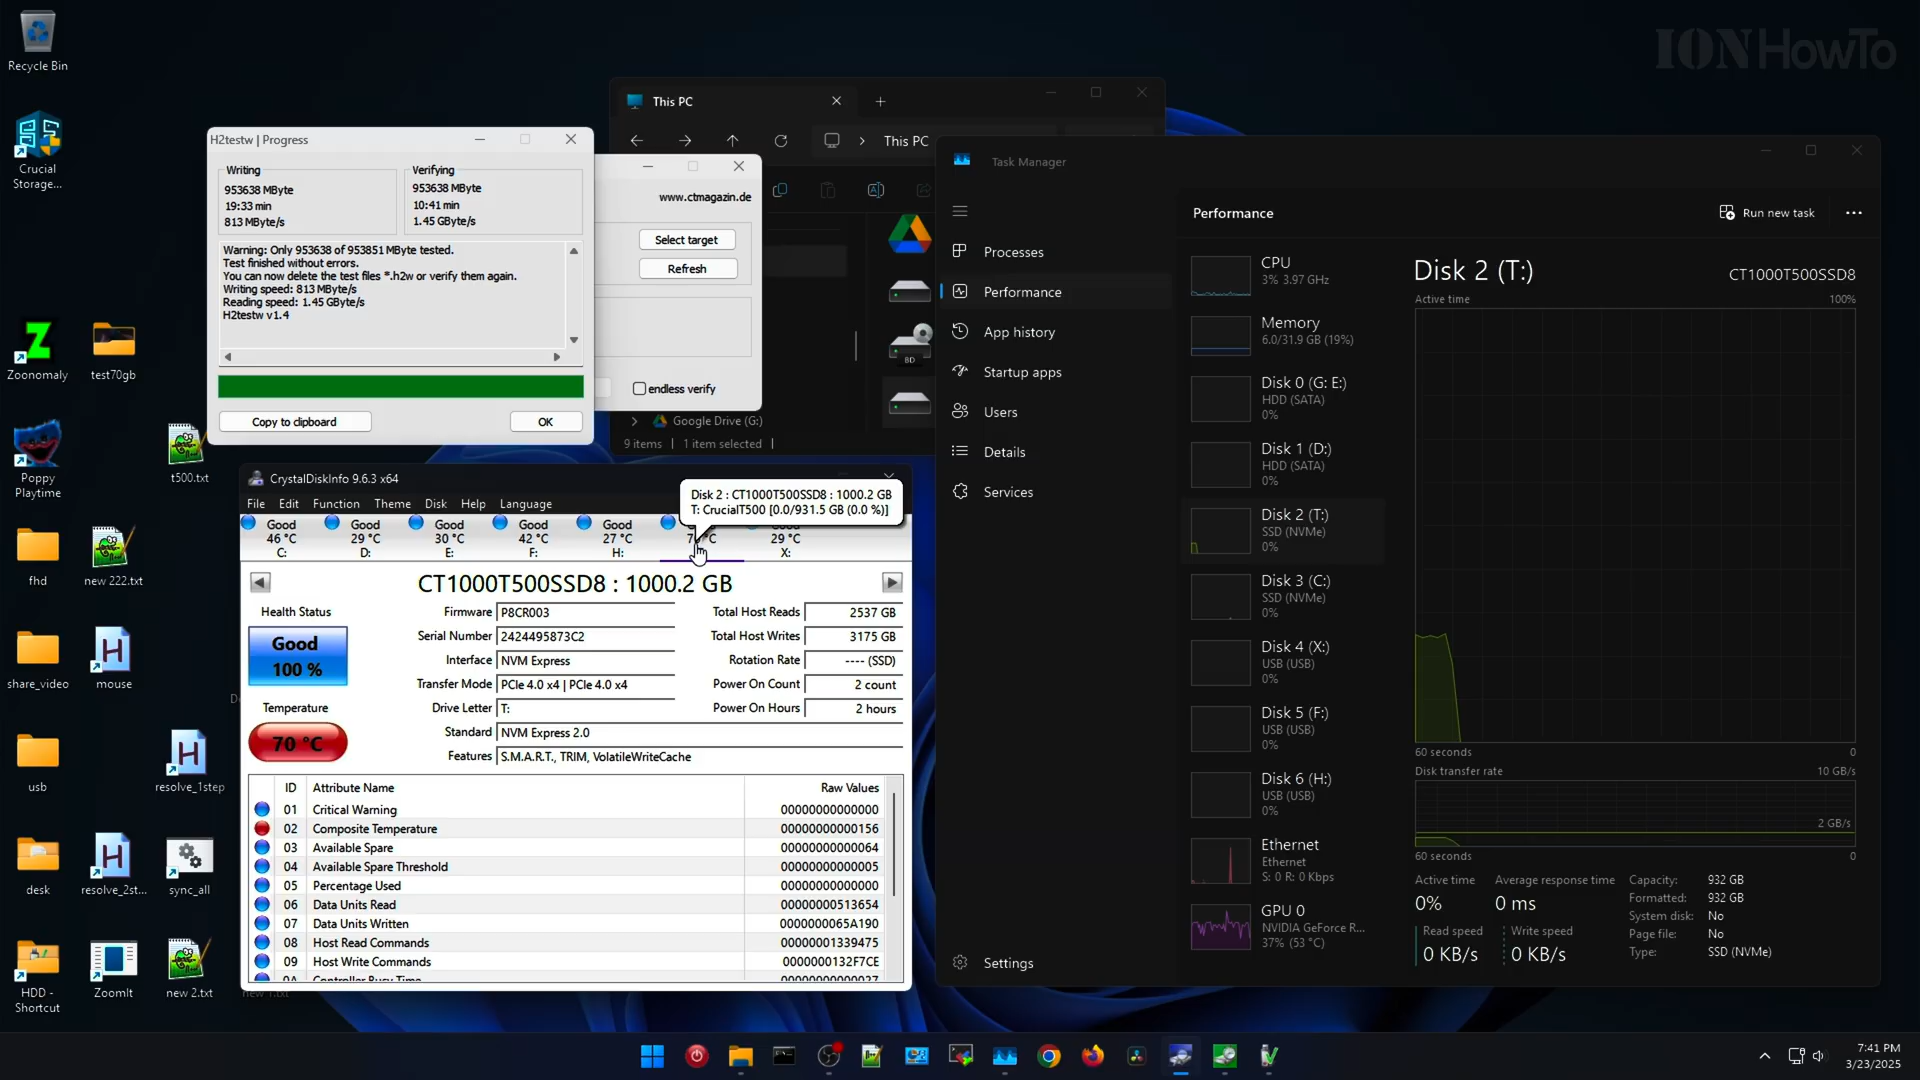 Recycle Bin
Crucial
Storage...
Zoonomaly
test70gb
Poppy
Playtime
t500.txt
fhd
new 222.txt
share_video
mouse
usb
resolve_1step
desk
resolve_2st...
sync_all
HDD -
Shortcut
ZoomIt
new 2.txt
new 1.txt
ION HowTo
H2testw | Progress
Writing
953638 MByte
19:33 min
813 MByte/s
Verifying
953638 MByte
10:41 min
1.45 GByte/s
Warning: Only 953638 of 953851 MByte tested.
Test finished without errors.
You can now delete the test files *.h2w or verify them again.
Writing speed: 813 MByte/s
Reading speed: 1.45 GByte/s
H2testw v1.4
Copy to clipboard
OK
www.ctmagazin.de
Select target
Refresh
endless verify
This PC
This PC
BD
Google Drive (G:)
9 items | 1 item selected |
CrystalDiskInfo 9.6.3 x64
File Edit Function Theme Disk Help Language
Disk 2 : CT1000T500SSD8 : 1000.2 GB
T: CrucialT500 [0.0/931.5 GB (0.0 %)]
Good Good Good Good Good Good
46 °C 29 °C 30 °C 42 °C 27 °C 29 °C
C: D: E: F: H: X:
CT1000T500SSD8 : 1000.2 GB
Health Status
Good
100 %
Temperature
70 °C
Firmware P8CR003
Serial Number 2424495873C2
Interface NVM Express
Transfer Mode PCIe 4.0 x4 | PCIe 4.0 x4
Drive Letter T:
Standard NVM Express 2.0
Features S.M.A.R.T., TRIM, VolatileWriteCache
Total Host Reads 2537 GB
Total Host Writes 3175 GB
Rotation Rate ---- (SSD)
Power On Count 2 count
Power On Hours 2 hours
ID Attribute Name Raw Values
01 Critical Warning 00000000000000
02 Composite Temperature 00000000000156
03 Available Spare 00000000000064
04 Available Spare Threshold 00000000000005
05 Percentage Used 00000000000000
06 Data Units Read 00000000513654
07 Data Units Written 0000000065A190
08 Host Read Commands 00000001339475
09 Host Write Commands 0000000132F7CE
0A Controller Busy Time 00000000000027
Task Manager
Processes
Performance
App history
Startup apps
Users
Details
Services
Settings
Performance
Run new task
CPU
3% 3.97 GHz
Memory
6.0/31.9 GB (19%)
Disk 0 (G: E:)
HDD (SATA)
0%
Disk 1 (D:)
HDD (SATA)
0%
Disk 2 (T:)
SSD (NVMe)
0%
Disk 3 (C:)
SSD (NVMe)
0%
Disk 4 (X:)
USB (USB)
0%
Disk 5 (F:)
USB (USB)
0%
Disk 6 (H:)
USB (USB)
0%
Ethernet
Ethernet
S: 0 R: 0 Kbps
GPU 0
NVIDIA GeForce R...
37% (53 °C)
Disk 2 (T:)
CT1000T500SSD8
Active time 100%
60 seconds 0
Disk transfer rate 10 GB/s
2 GB/s
60 seconds 0
Active time
0%
Average response time
0 ms
Read speed
0 KB/s
Write speed
0 KB/s
Capacity: 932 GB
Formatted: 932 GB
System disk: No
Page file: No
Type: SSD (NVMe)
7:41 PM
3/23/2025